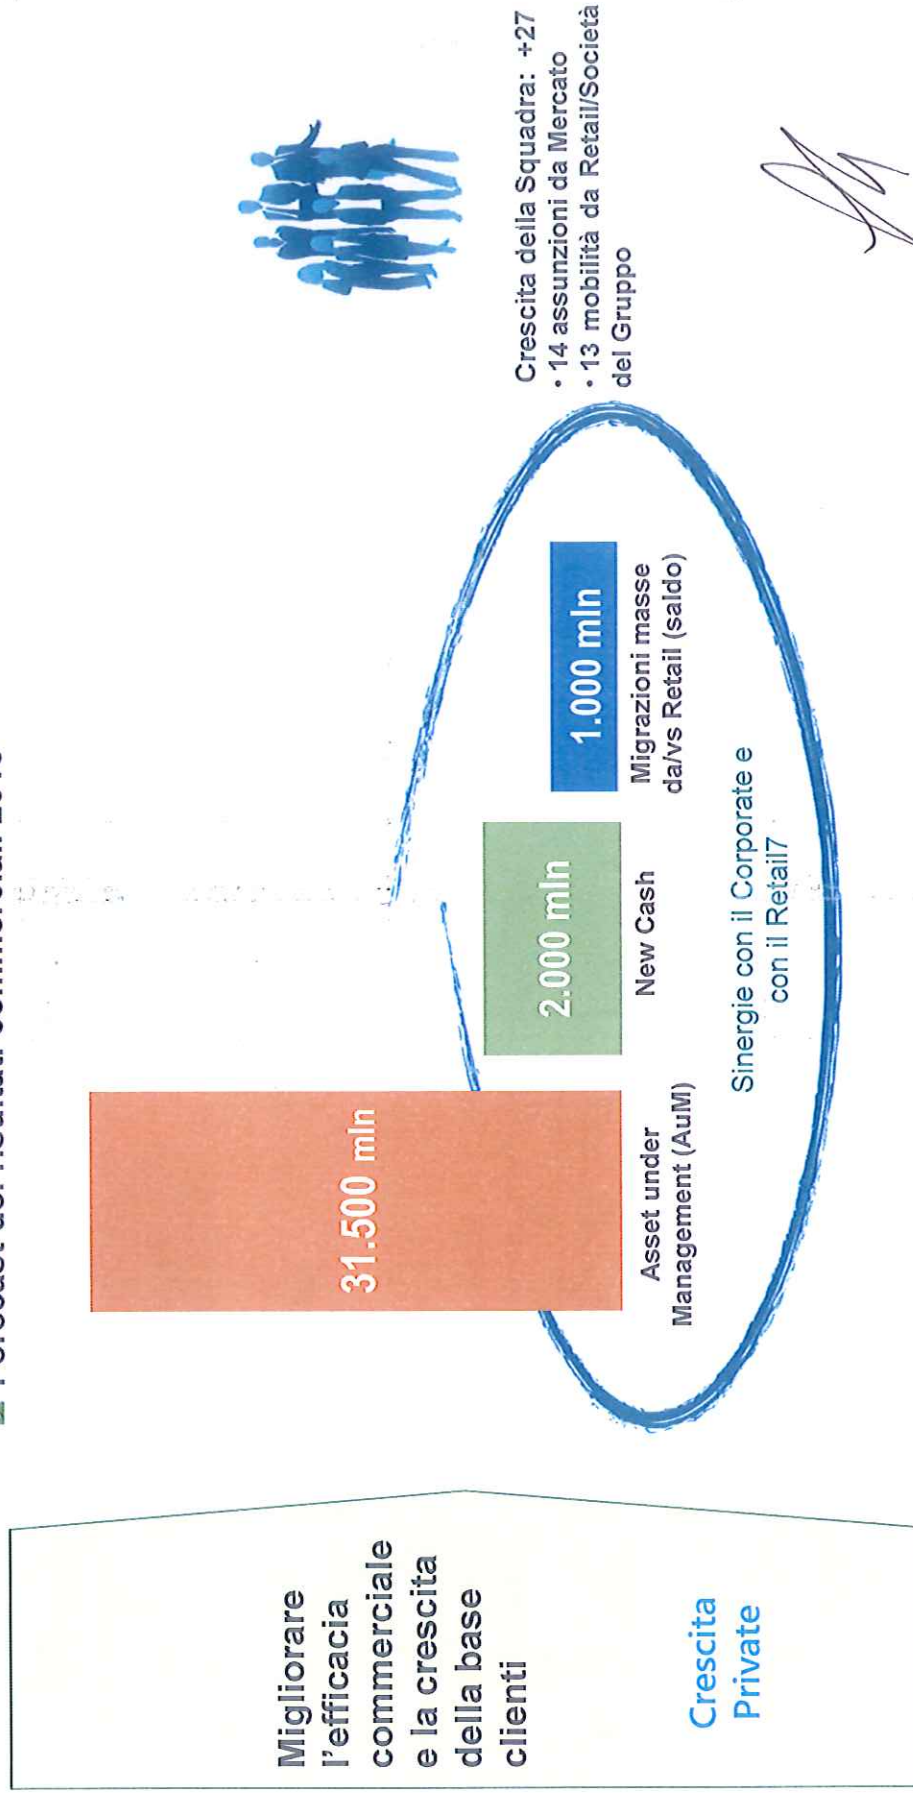 Migliorare
l'efficacia
commerciale
e la crescita
della base
clienti
Crescita
Private
31.500 mln
Asset under
Management (AuM)
2.000 mln
New Cash
1.000 mln
Migrazioni masse
da/vs Retail (saldo)
Sinergie con il Corporate e
con il Retail7
Crescita della Squadra: +27
• 14 assunzioni da Mercato
• 13 mobilità da Retail/Società
del Gruppo